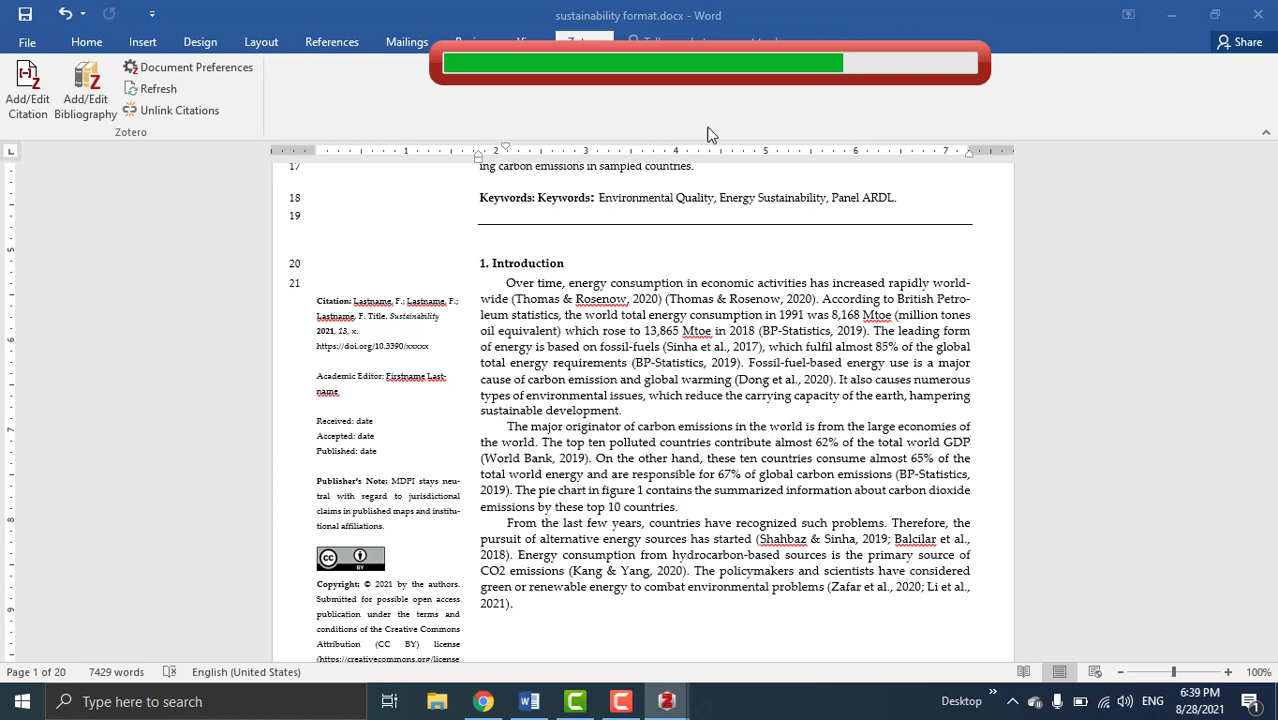 sustainability format.docx - Word
File Home Insert Design Layout References Mailings
Share
Add/Edit Citation
Add/Edit Bibliography
Document Preferences
Refresh
Unlink Citations
Zotero
1 2 3 4 5 6 7
17 ing carbon emissions in sampled countries.
18 Keywords: Keywords: Environmental Quality, Energy Sustainability, Panel ARDL.
19
20 1. Introduction
21 Over time, energy consumption in economic activities has increased rapidly world-
wide (Thomas & Rosenow, 2020) (Thomas & Rosenow, 2020). According to British Petro-
leum statistics, the world total energy consumption in 1991 was 8,168 Mtoe (million tones
oil equivalent) which rose to 13,865 Mtoe in 2018 (BP-Statistics, 2019). The leading form
of energy is based on fossil-fuels (Sinha et al., 2017), which fulfil almost 85% of the global
total energy requirements (BP-Statistics, 2019). Fossil-fuel-based energy use is a major
cause of carbon emission and global warming (Dong et al., 2020). It also causes numerous
types of environmental issues, which reduce the carrying capacity of the earth, hampering
sustainable development.
The major originator of carbon emissions in the world is from the large economies of
the world. The top ten polluted countries contribute almost 62% of the total world GDP
(World Bank, 2019). On the other hand, these ten countries consume almost 65% of the
total world energy and are responsible for 67% of global carbon emissions (BP-Statistics,
2019). The pie chart in figure 1 contains the summarized information about carbon dioxide
emissions by these top 10 countries.
From the last few years, countries have recognized such problems. Therefore, the
pursuit of alternative energy sources has started (Shahbaz & Sinha, 2019; Balcilar et al.,
2018). Energy consumption from hydrocarbon-based sources is the primary source of
CO2 emissions (Kang & Yang, 2020). The policymakers and scientists have considered
green or renewable energy to combat environmental problems (Zafar et al., 2020; Li et al.,
2021).
Citation: Lastname, F.; Lastname, F.;
Lastname, F. Title. Sustainability
2021, 13, x.
https://doi.org/10.3390/xxxxx
Academic Editor: Firstname Last-
name
Received: date
Accepted: date
Published: date
Publisher's Note: MDPI stays neu-
tral with regard to jurisdictional
claims in published maps and institu-
tional affiliations.
CC BY
Copyright: © 2021 by the authors.
Submitted for possible open access
publication under the terms and
conditions of the Creative Commons
Attribution (CC BY) license
(https://creativecommons.org/license
5
7
8
9
Page 1 of 20 7429 words English (United States) 100%
Type here to search
Desktop ENG 6:39 PM
8/28/2021